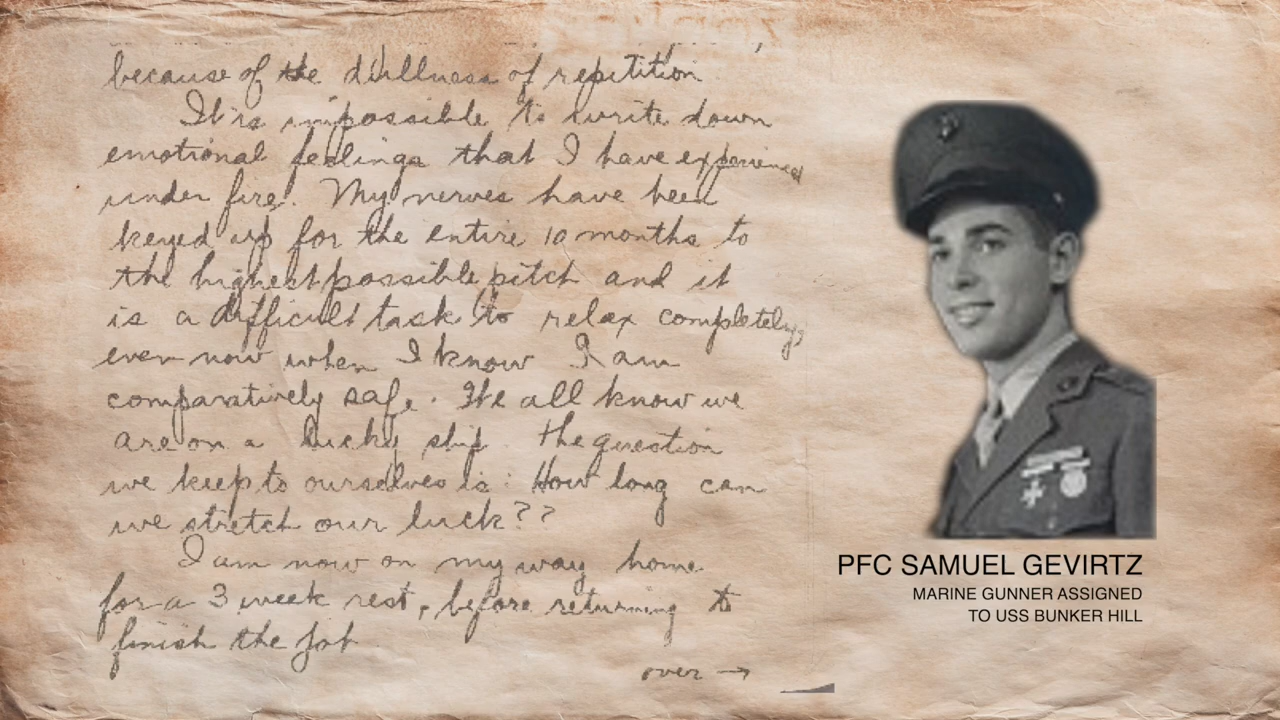 because of the dullness of repitition
It is impossible to write down
emotional feelings that I have experienced
under fire. My nerves have been
keyed up for the entire 10 months to
the highest possible pitch and it
is a difficult task to relax completely,
even now when I know I am
comparatively safe. We all know we
are on a lucky ship. The question
we keep to ourselves is: How long can
we stretch our luck??
I am now on my way home
for a 3 week rest, before returning to
finish the job
over →
PFC SAMUEL GEVIRTZ
MARINE GUNNER ASSIGNED
TO USS BUNKER HILL